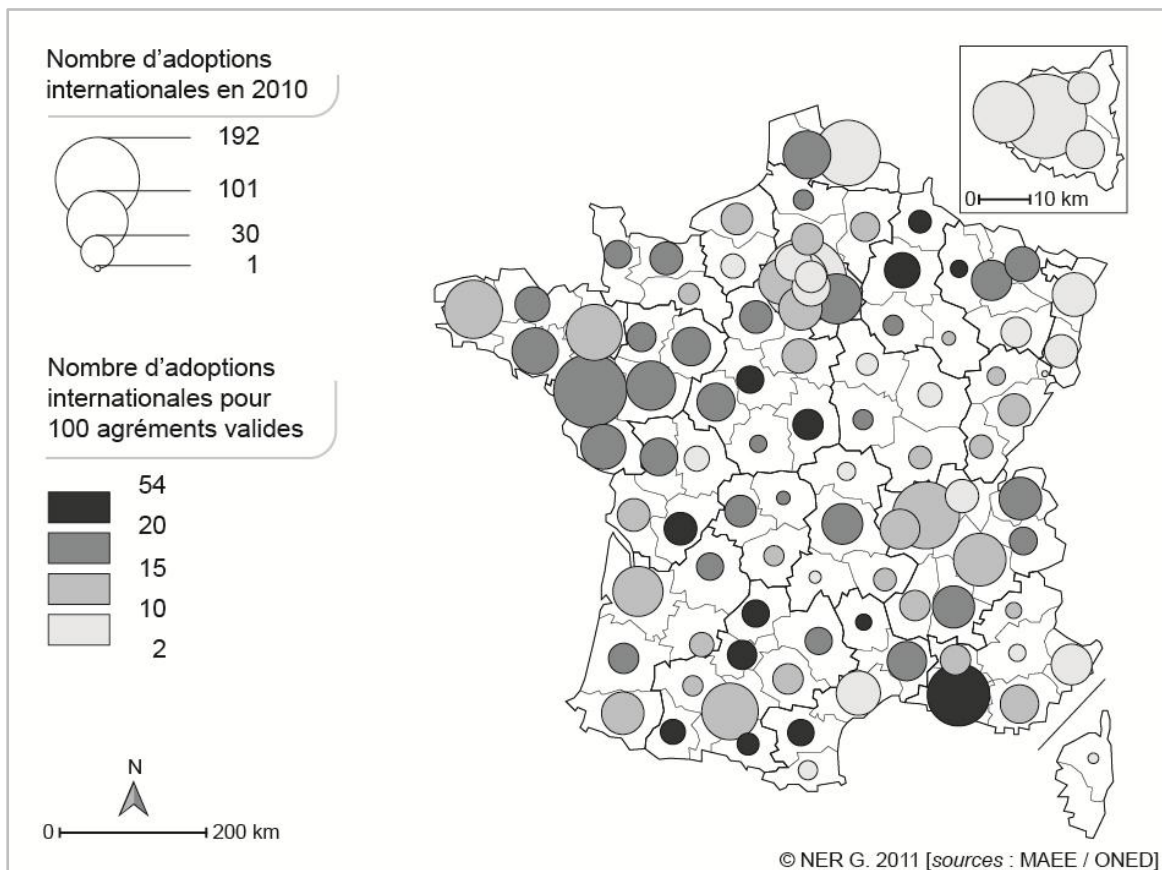 Nombre d'adoptions
internationales en 2010
192
101
30
1
Nombre d'adoptions
internationales pour
100 agréments valides
54
20
15
10
2
N
0 200 km
0 10 km
© NER G. 2011 [sources : MAEE / ONED]